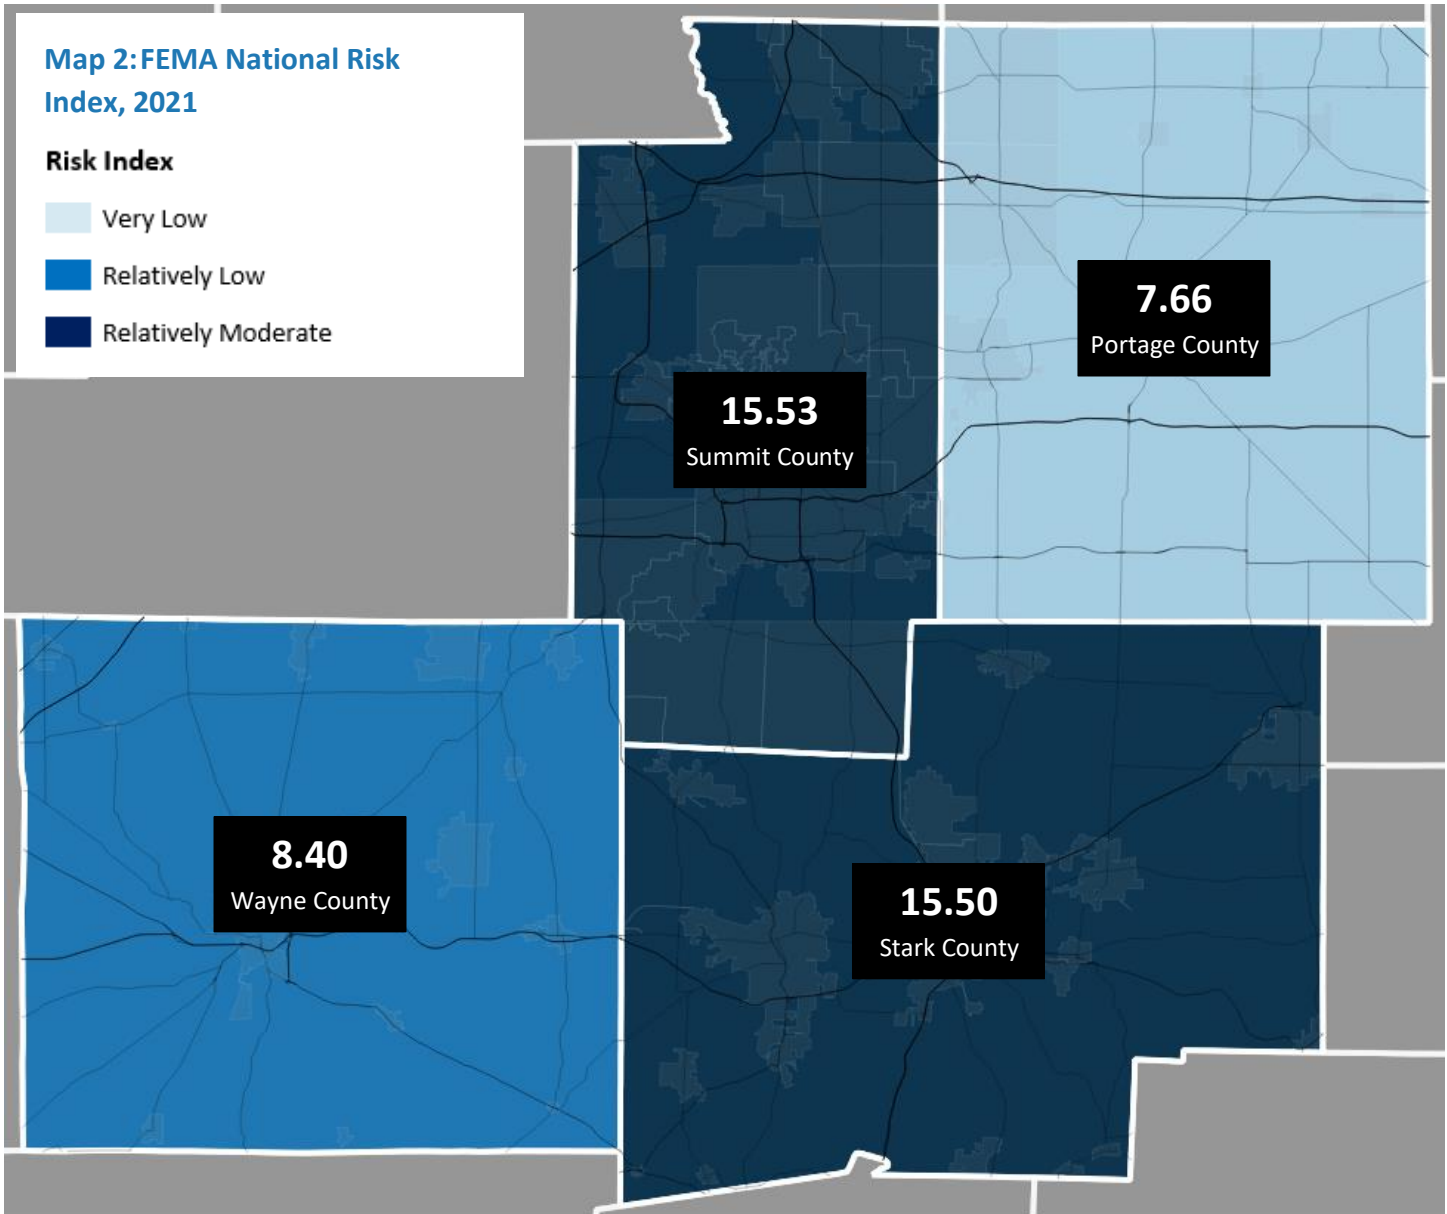 Map 2: FEMA National Risk
Index, 2021
Risk Index
Very Low
Relatively Low
Relatively Moderate
7.66
Portage County
15.53
Summit County
8.40
Wayne County
15.50
Stark County